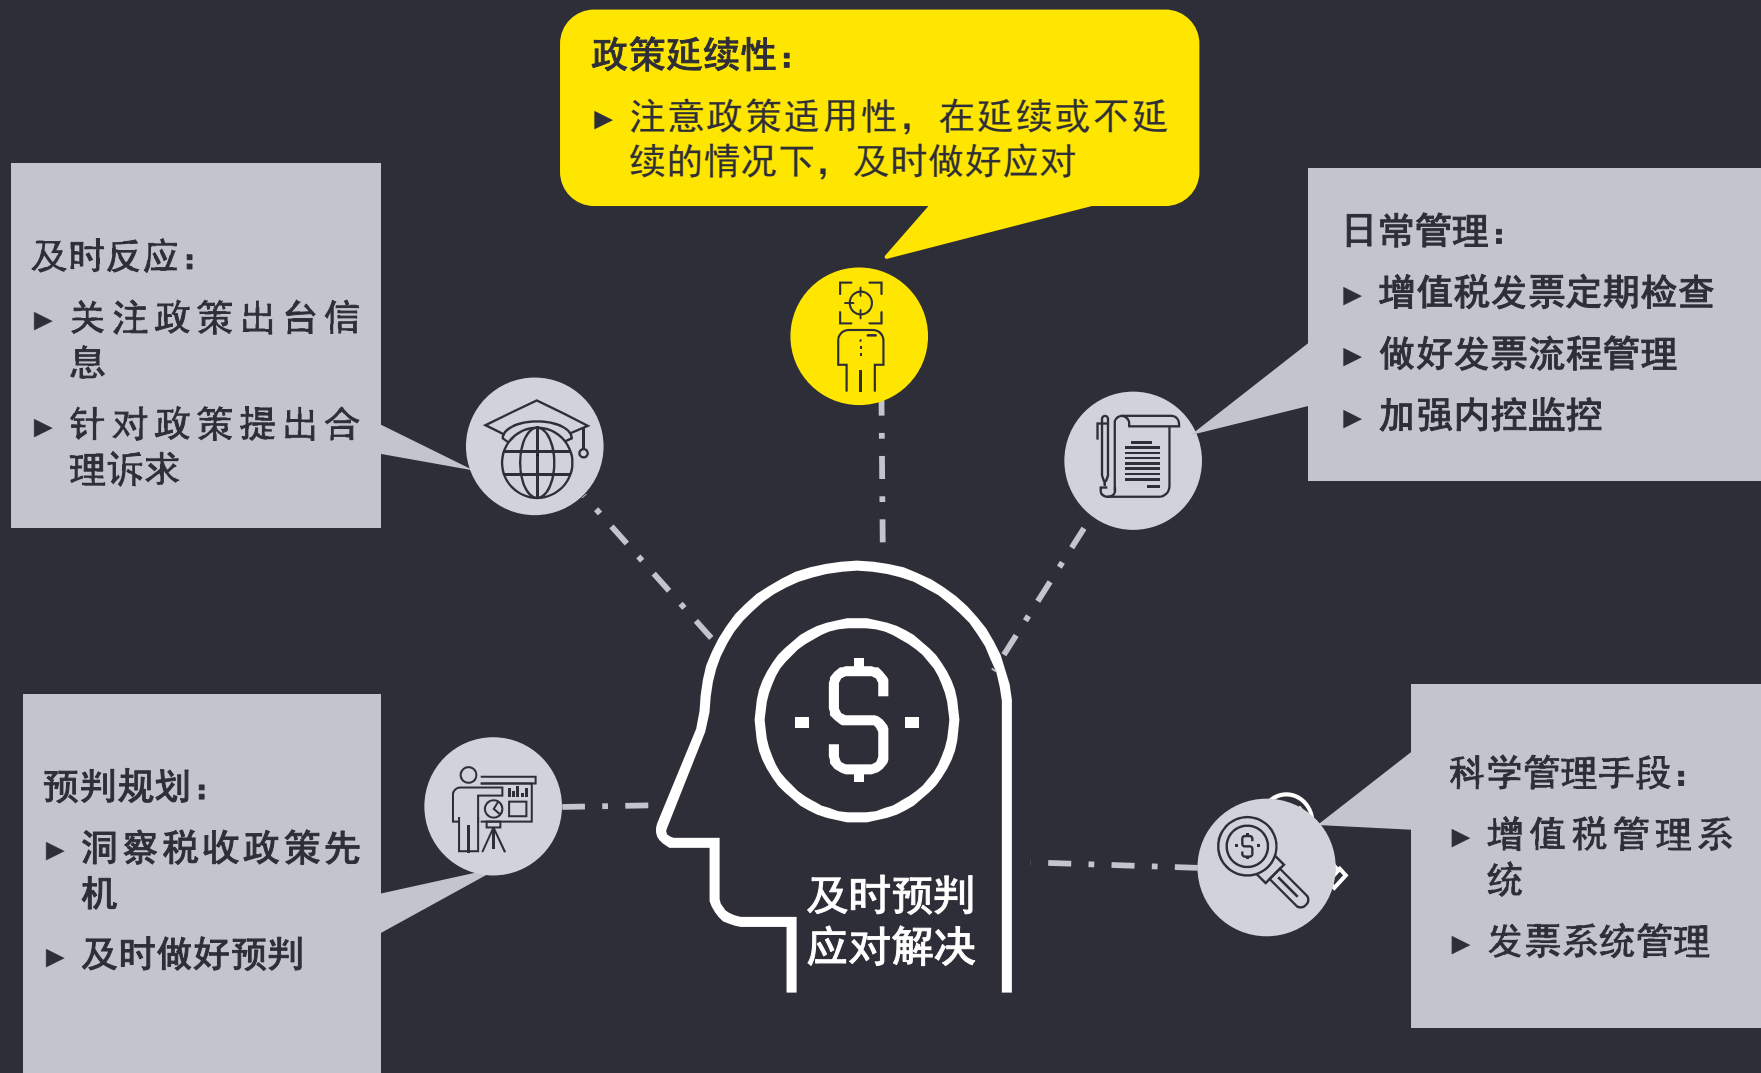 政策延续性：
► 注意政策适用性，在延续或不延
续的情况下，及时做好应对
及时反应：
► 关注政策出台信
息
► 针对政策提出合
理诉求
日常管理：
► 增值税发票定期检查
► 做好发票流程管理
► 加强内控监控
预判规划：
► 洞察税收政策先
机
► 及时做好预判
科学管理手段：
► 增值税管理系
统
► 发票系统管理
及时预判
应对解决